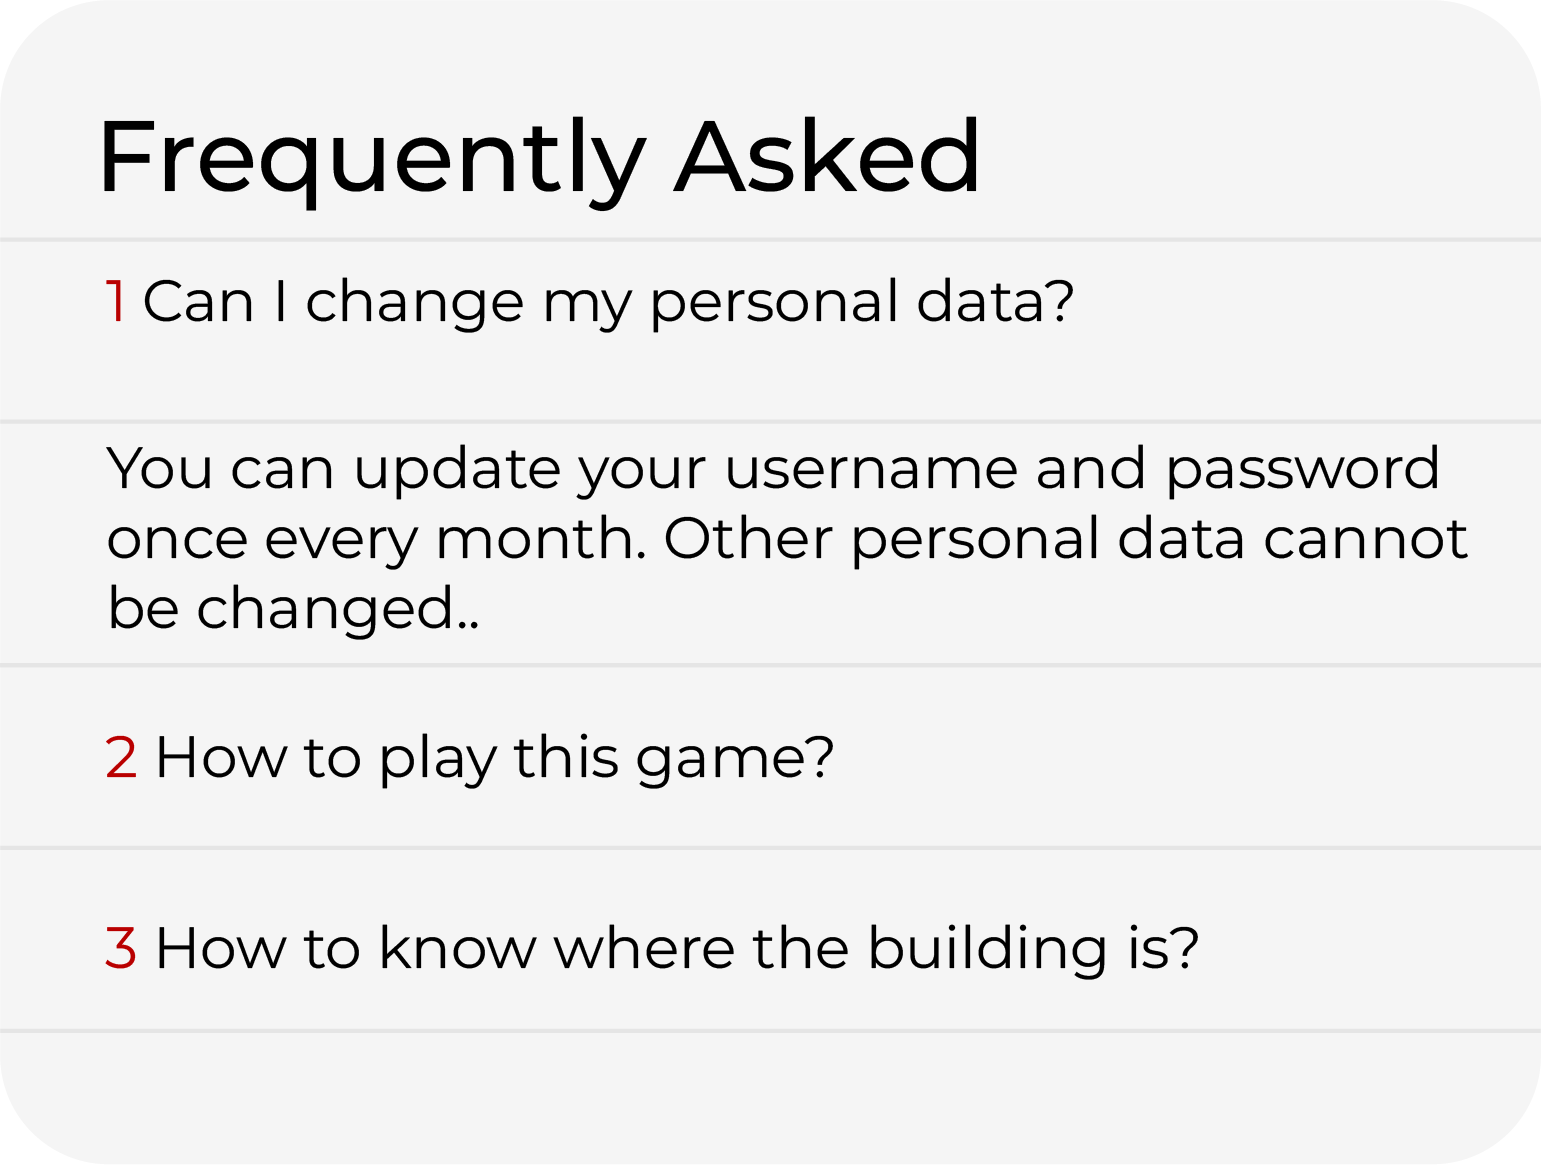 Frequently Asked
1 Can I change my personal data?
You can update your username and password
once every month. Other personal data cannot
be changed..
2 How to play this game?
3 How to know where the building is?